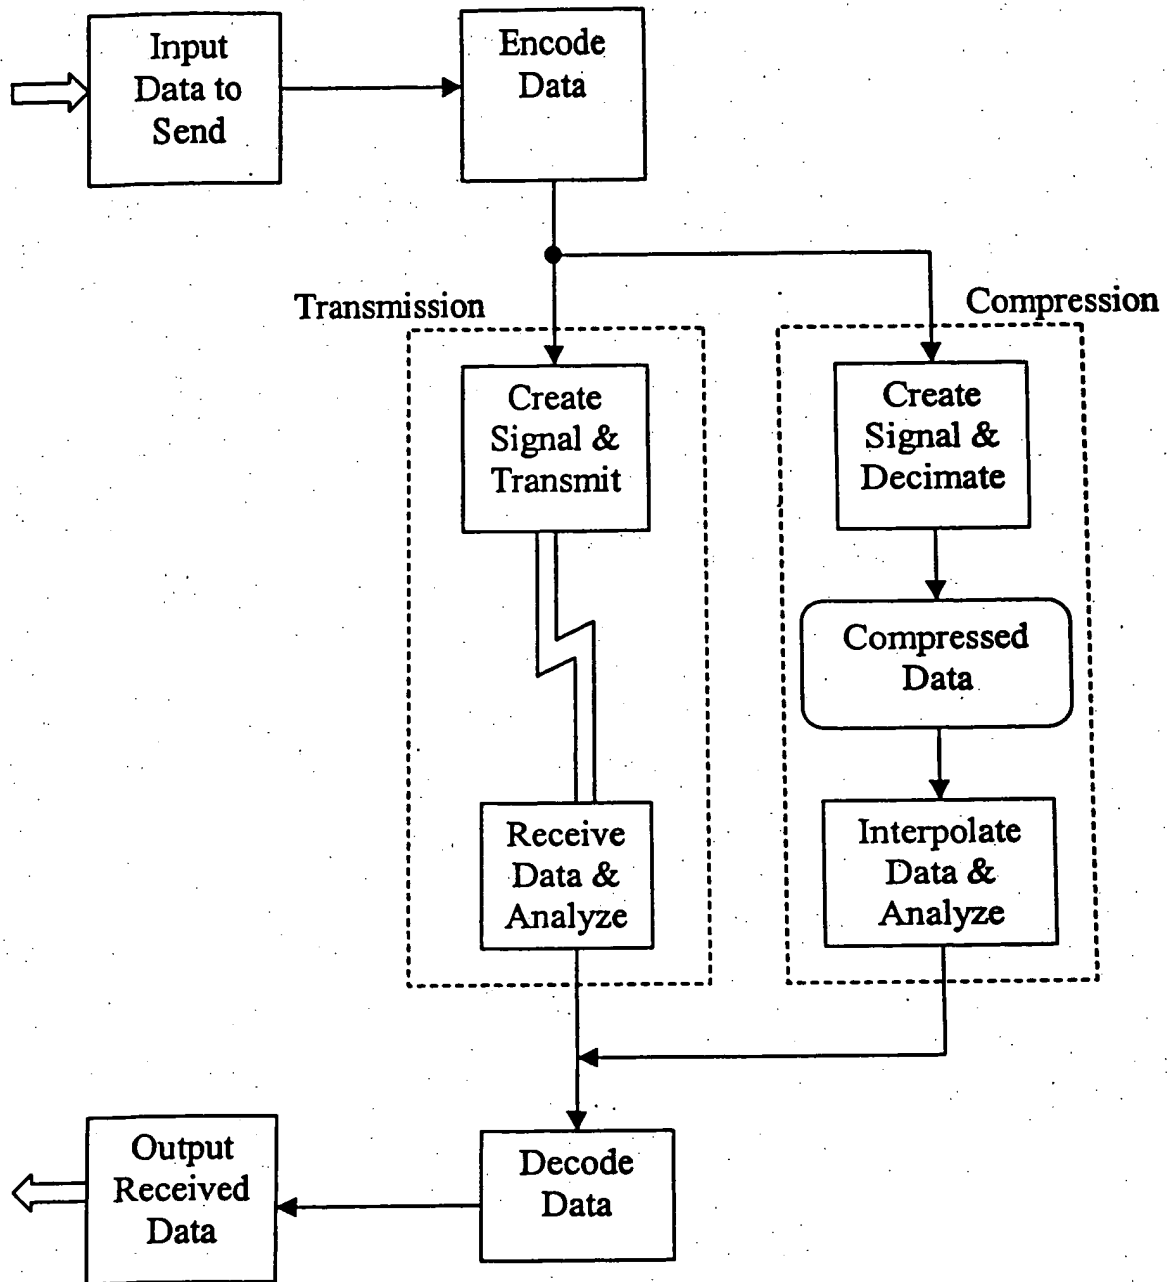 Input
Data to
Send
Encode
Data
Transmission
Compression
Create
Signal &
Transmit
Create
Signal &
Decimate
Compressed
Data
Receive
Data &
Analyze
Interpolate
Data &
Analyze
Output
Received
Data
Decode
Data